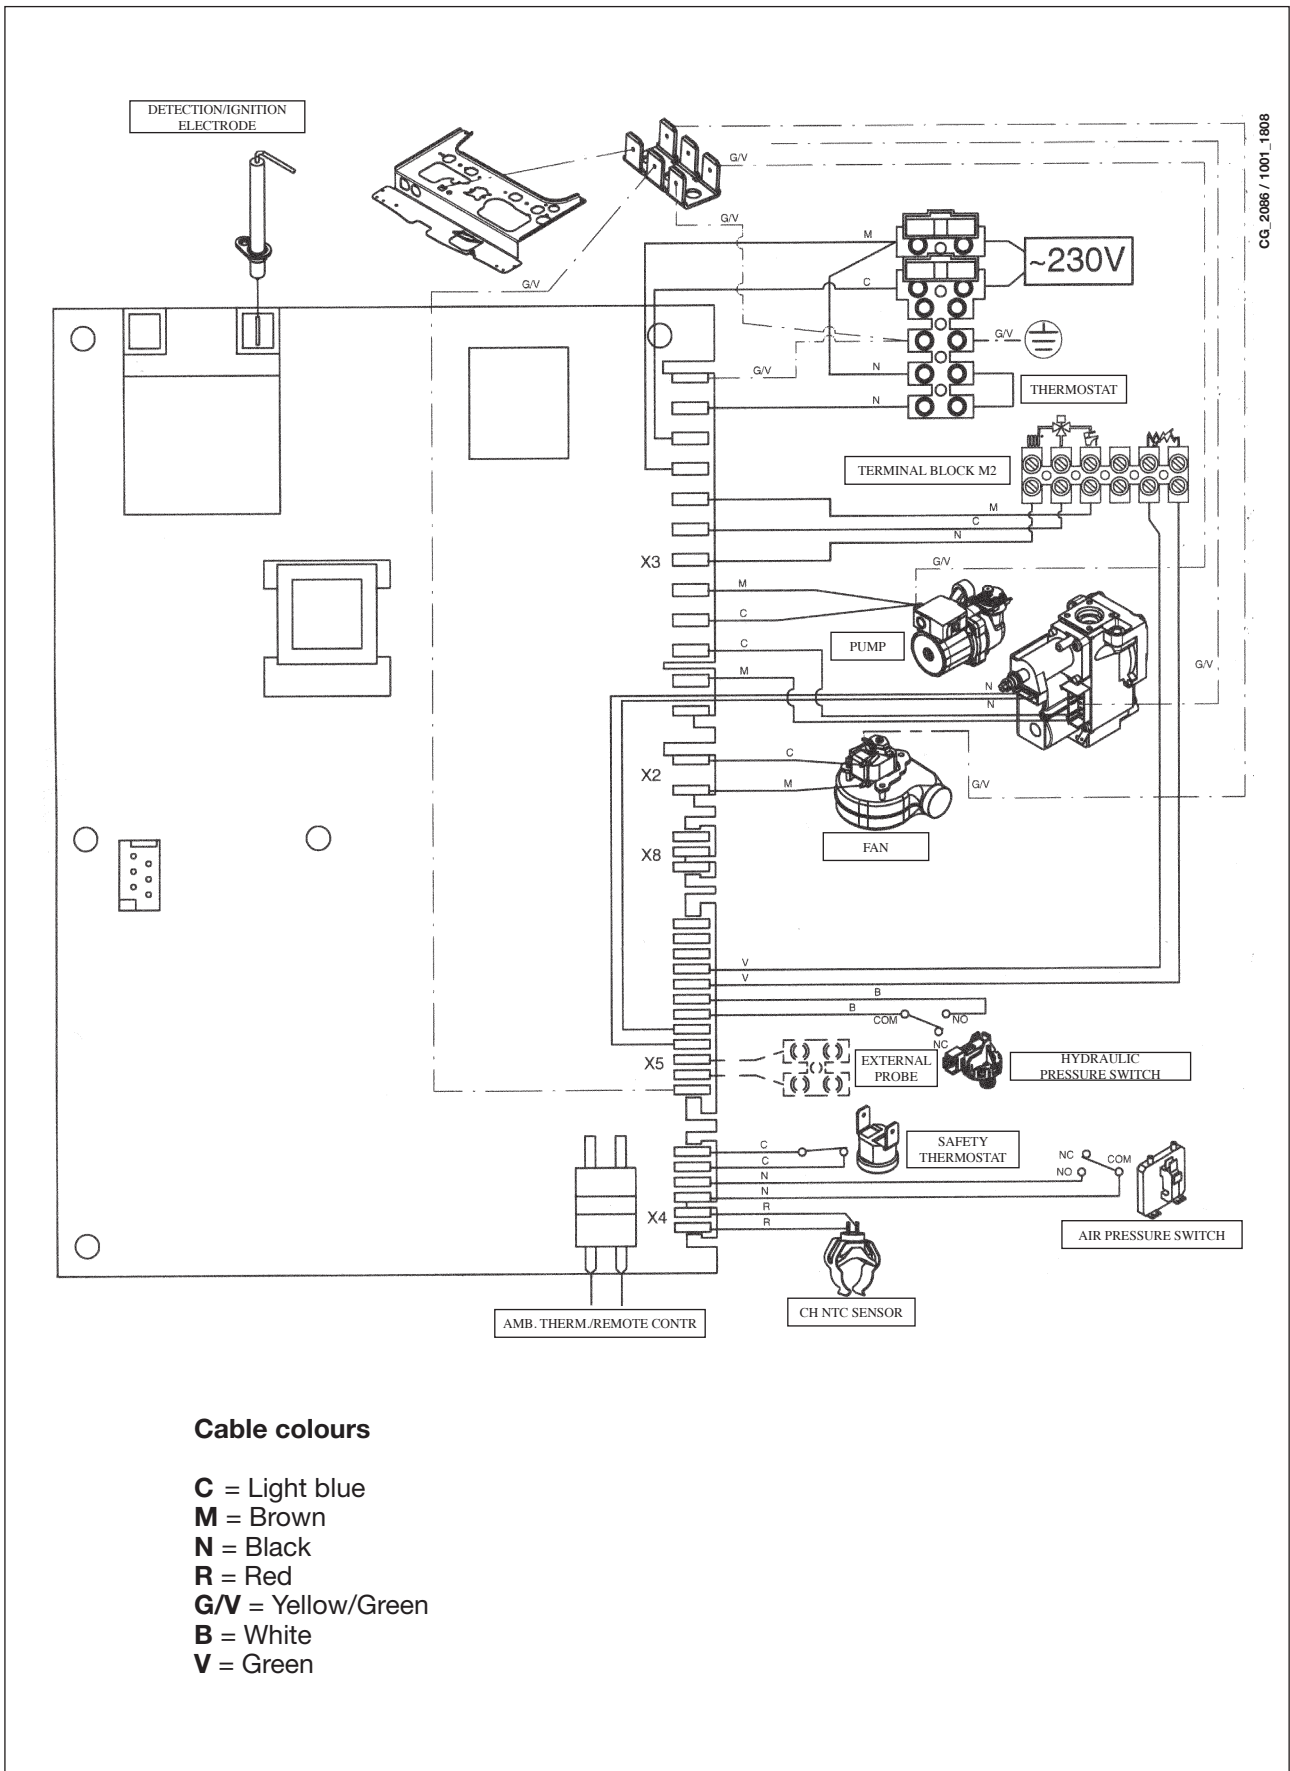 CG_2086 / 1001_1808
DETECTION/IGNITION
ELECTRODE
G/V
G/V
G/V
M
~230V
C
G/V
G/V
N
THERMOSTAT
N
TERMINAL BLOCK M2
M
C
N
X3
G/V
M
C
PUMP
C
G/V
M
N
N
C
X2
M
G/V
FAN
X8
V
V
B
B
COM
NO
NC
X5
EXTERNAL
PROBE
HYDRAULIC
PRESSURE SWITCH
C
C
SAFETY
THERMOSTAT
NC
COM
N
NO
N
R
X4
R
AIR PRESSURE SWITCH
CH NTC SENSOR
AMB. THERM./REMOTE CONTR
Cable colours
C = Light blue
M = Brown
N = Black
R = Red
G/V = Yellow/Green
B = White
V = Green